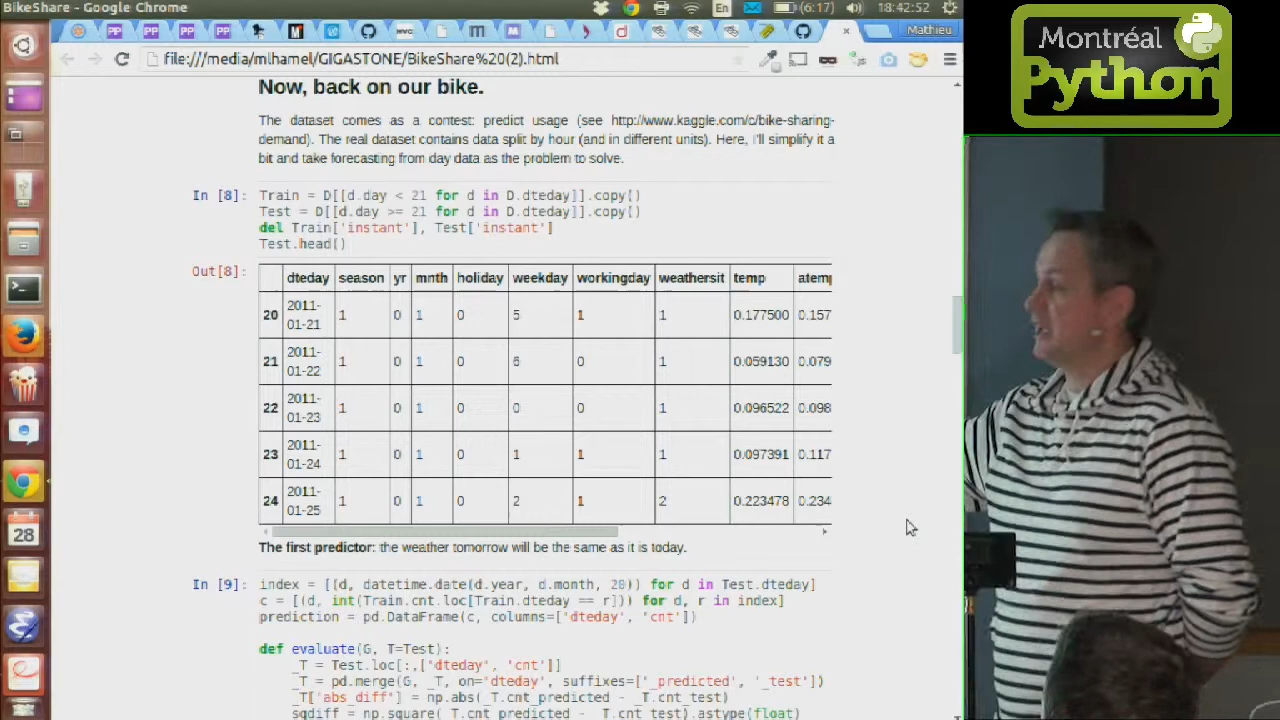 BikeShare - Google Chrome
En
(6:17)
18:42:52
Mathieu
file:///media/mlhamel/GIGASTONE/BikeShare%20(2).html
Montréal
Python
Now, back on our bike.
The dataset comes as a contest: predict usage (see http://www.kaggle.com/c/bike-sharing-
demand). The real dataset contains data split by hour (and in different units). Here, I'll simplify it a
bit and take forecasting from day data as the problem to solve.
In [8]: Train = D[[d.day < 21 for d in D.dteday]].copy()
Test = D[[d.day >= 21 for d in D.dteday]].copy()
del Train['instant'], Test['instant']
Test.head()
Out[8]:
dteday season yr mnth holiday weekday workingday weathersit temp atemp
20 2011-01-21 1 0 1 0 5 1 1 0.177500 0.157
21 2011-01-22 1 0 1 0 6 0 1 0.059130 0.079
22 2011-01-23 1 0 1 0 0 0 1 0.096522 0.098
23 2011-01-24 1 0 1 0 1 1 1 0.097391 0.117
24 2011-01-25 1 0 1 0 2 1 2 0.223478 0.234
The first predictor: the weather tomorrow will be the same as it is today.
In [9]: index = [(d, datetime.date(d.year, d.month, 20)) for d in Test.dteday]
c = [(d, int(Train.cnt.loc[Train.dteday == r])) for d, r in index]
prediction = pd.DataFrame(c, columns=['dteday', 'cnt'])
def evaluate(G, T=Test):
_T = Test.loc[:,['dteday', 'cnt']]
_T = pd.merge(G, _T, on='dteday', suffixes=['_predicted', '_test'])
_T['abs_diff'] = np.abs(_T.cnt_predicted - _T.cnt_test)
sqdiff = np.square(_T.cnt_predicted - _T.cnt_test).astype(float)
28